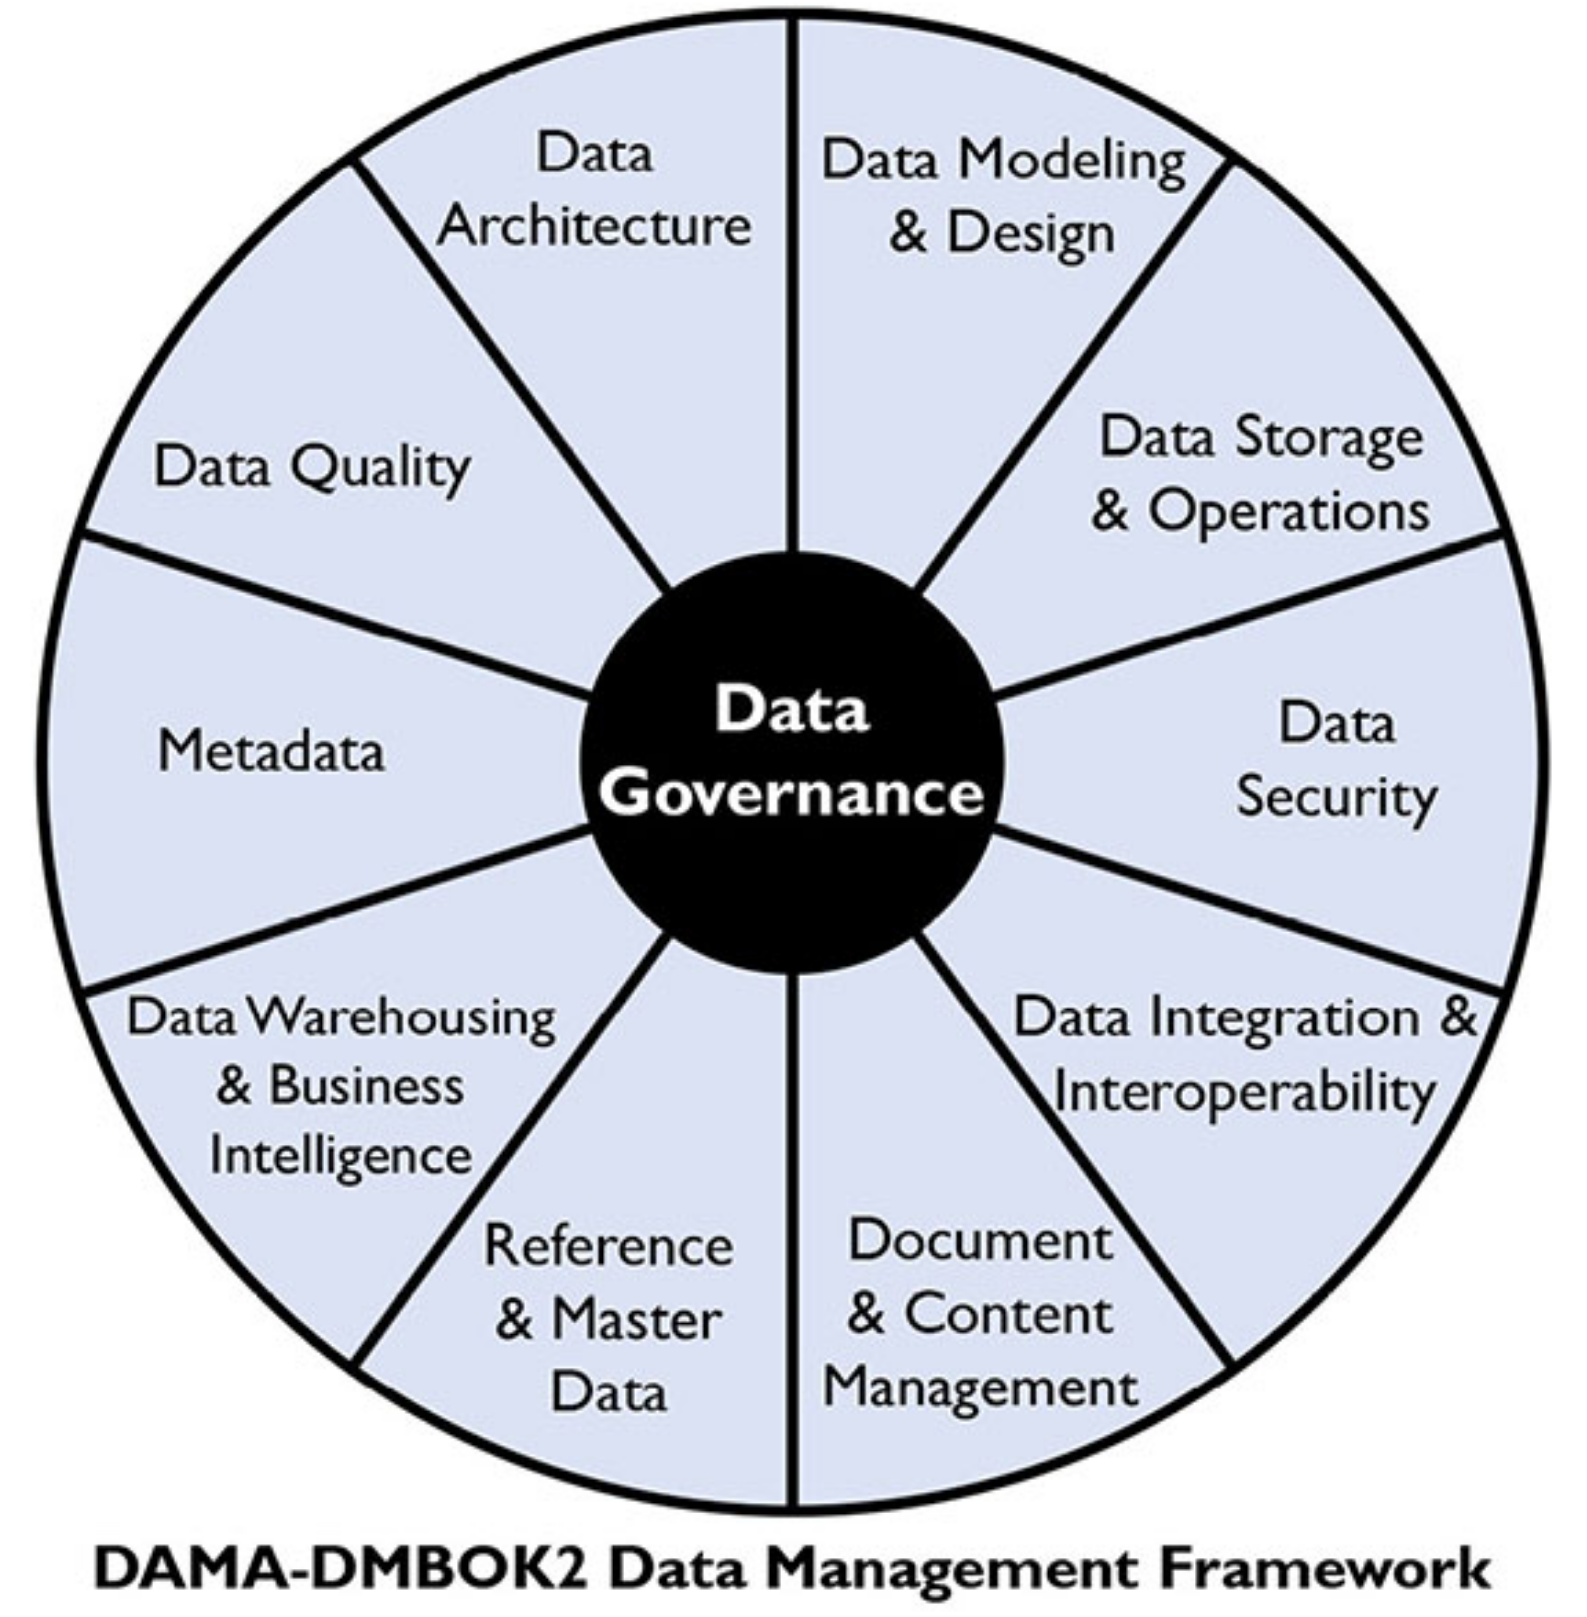 Data
Architecture
Data Modeling
& Design
Data Storage
& Operations
Data
Security
Data Integration &
Interoperability
Document
& Content
Management
Reference
& Master
Data
Data Warehousing
& Business
Intelligence
Metadata
Data Quality
Data
Governance
DAMA-DMBOK2 Data Management Framework